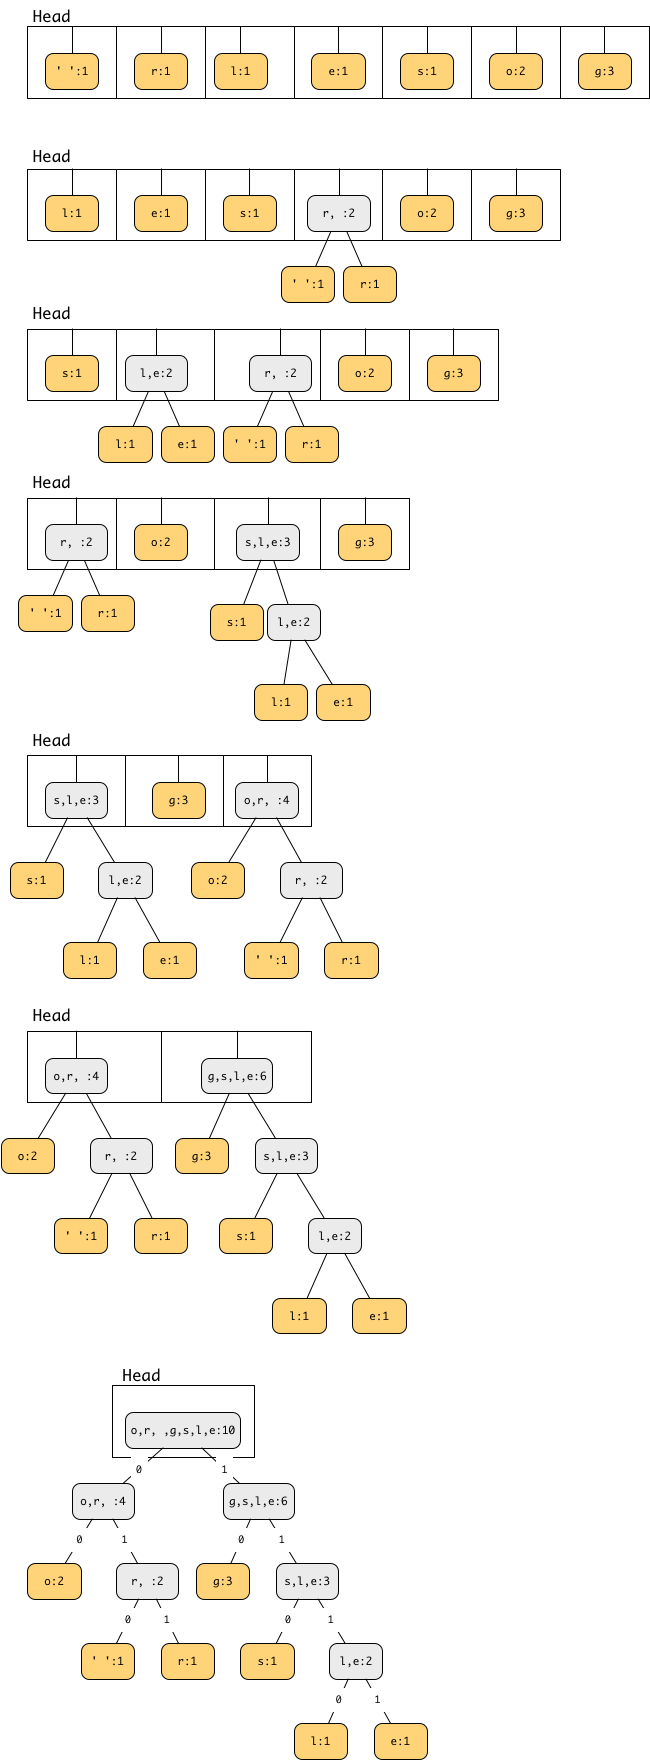 Head
' ':1 r:1 l:1 e:1 s:1 o:2 g:3
Head
l:1 e:1 s:1 r, :2 o:2 g:3
' ':1 r:1
Head
s:1 l,e:2 r, :2 o:2 g:3
l:1 e:1 ' ':1 r:1
Head
r, :2 o:2 s,l,e:3 g:3
' ':1 r:1 s:1 l,e:2
l:1 e:1
Head
s,l,e:3 g:3 o,r, :4
s:1 l,e:2 o:2 r, :2
l:1 e:1 ' ':1 r:1
Head
o,r, :4 g,s,l,e:6
o:2 r, :2 g:3 s,l,e:3
' ':1 r:1 s:1 l,e:2
l:1 e:1
Head
o,r, ,g,s,l,e:10
0 1
o,r, :4 g,s,l,e:6
0 1 0 1
o:2 r, :2 g:3 s,l,e:3
0 1 0 1
' ':1 r:1 s:1 l,e:2
0 1
l:1 e:1